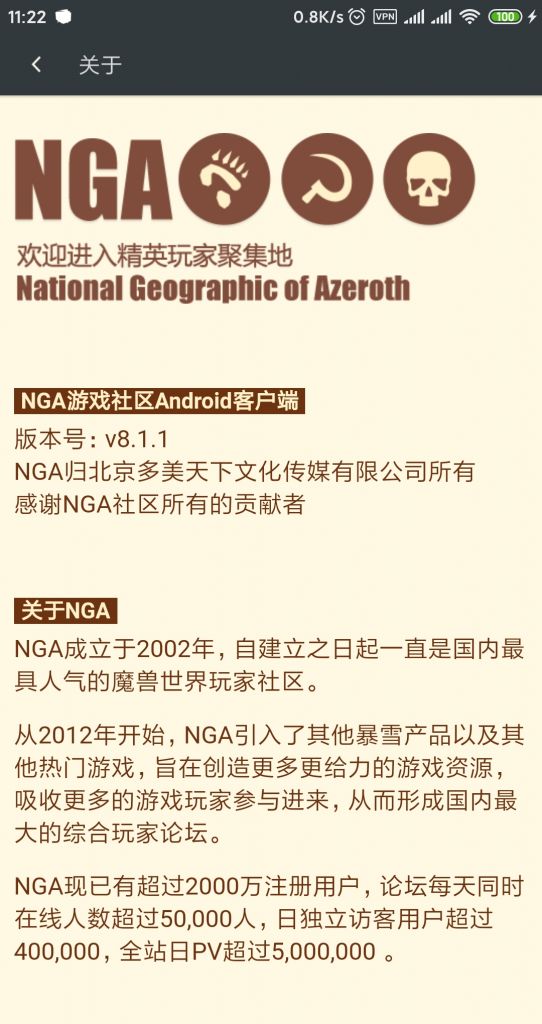 11:22
0.8K/s
VPN
100
关于
NGA
欢迎进入精英玩家聚集地
National Geographic of Azeroth
NGA游戏社区Android客户端
版本号：v8.1.1
NGA归北京多美天下文化传媒有限公司所有
感谢NGA社区所有的贡献者
关于NGA
NGA成立于2002年，自建立之日起一直是国内最
具人气的魔兽世界玩家社区。
从2012年开始，NGA引入了其他暴雪产品以及其
他热门游戏，旨在创造更多更给力的游戏资源，
吸收更多的游戏玩家参与进来，从而形成国内最
大的综合玩家论坛。
NGA现已有超过2000万注册用户，论坛每天同时
在线人数超过50,000人，日独立访客用户超过
400,000，全站日PV超过5,000,000 。